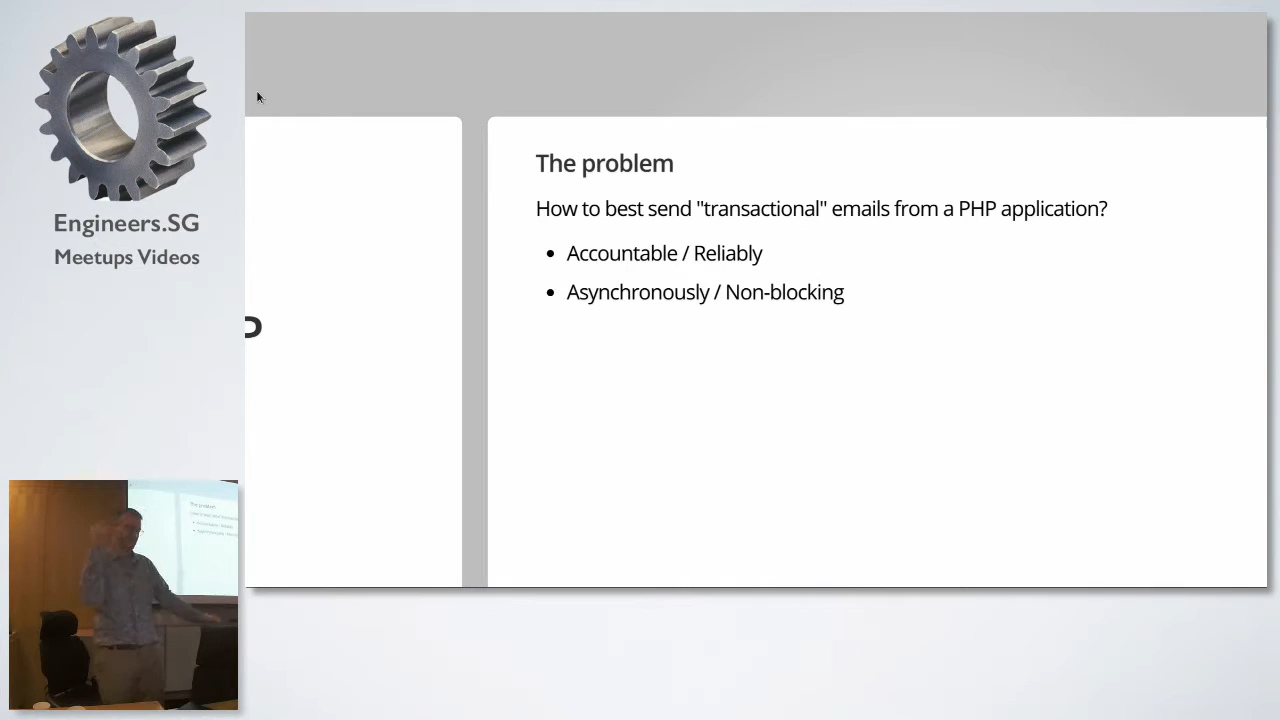 Engineers.SG
Meetups Videos
P
The problem
How to best send "transactional" emails from a PHP application?
• Accountable / Reliably
• Asynchronously / Non-blocking